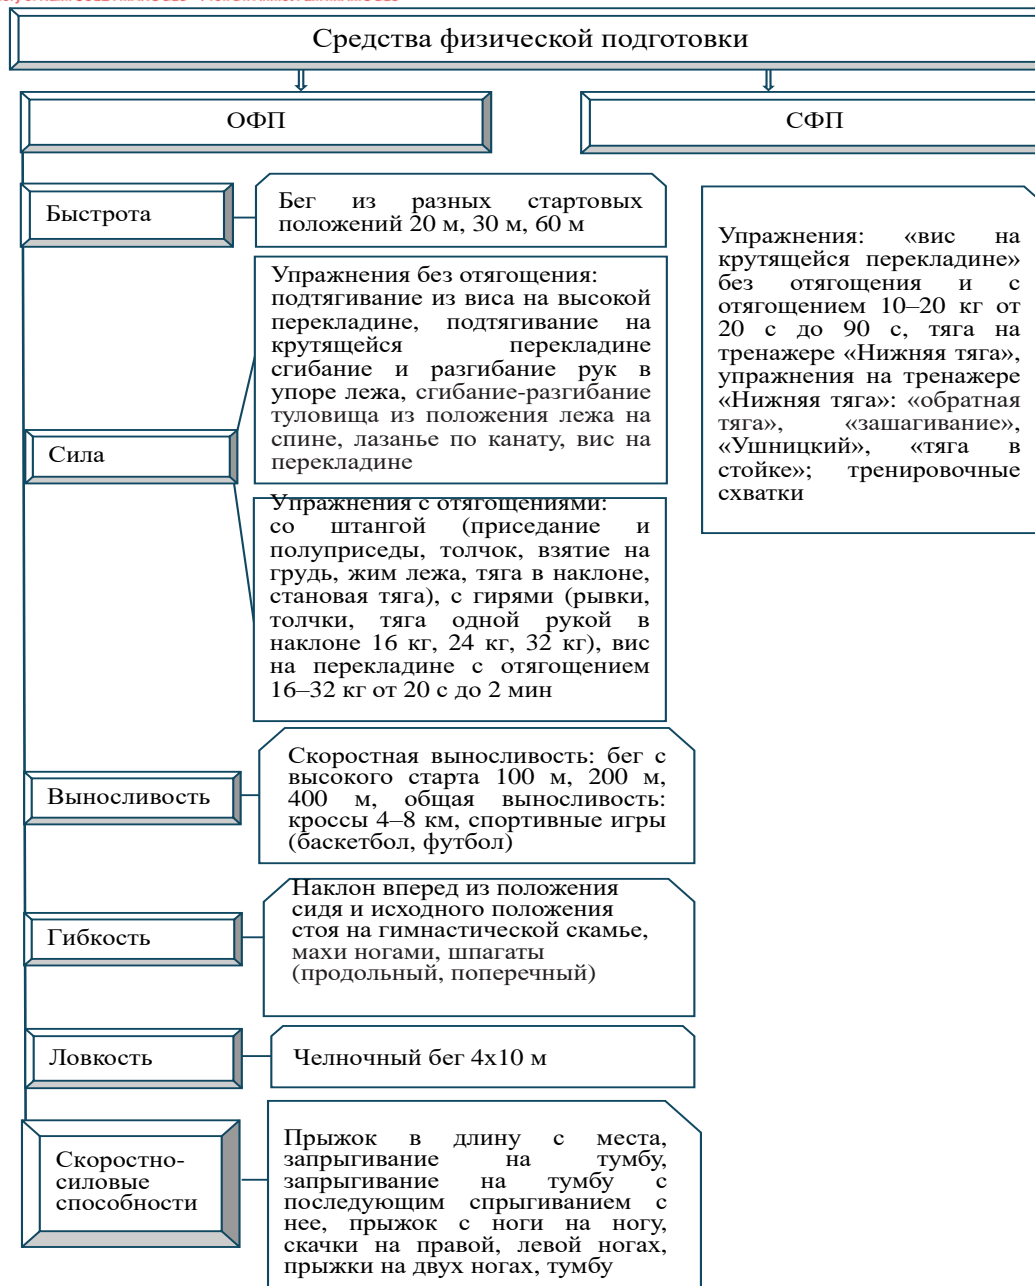 Средства физической подготовки
ОФП
СФП
Быстрота
Бег из разных стартовых
положений 20 м, 30 м, 60 м
Сила
Упражнения без отягощения:
подтягивание из виса на высокой
перекладине, подтягивание на
крутящейся перекладине
сгибание и разгибание рук в
упоре лежа, сгибание-разгибание
туловища из положения лежа на
спине, лазанье по канату, вис на
перекладине
Упражнения с отягощениями:
со штангой (приседание и
полуприседы, толчок, взятие на
грудь, жим лежа, тяга в наклоне,
становая тяга), с гирями (рывки,
толчки, тяга одной рукой в
наклоне 16 кг, 24 кг, 32 кг), вис
на перекладине с отягощением
16–32 кг от 20 с до 2 мин
Выносливость
Скоростная выносливость: бег с
высокого старта 100 м, 200 м,
400 м, общая выносливость:
кроссы 4–8 км, спортивные игры
(баскетбол, футбол)
Гибкость
Наклон вперед из положения
сидя и исходного положения
стоя на гимнастической скамье,
махи ногами, шпагаты
(продольный, поперечный)
Ловкость
Челночный бег 4х10 м
Скоростно-
силовые
способности
Прыжок в длину с места,
запрыгивание на тумбу,
запрыгивание на тумбу с
последующим спрыгиванием с
нее, прыжок с ноги на ногу,
скачки на правой, левой ногах,
прыжки на двух ногах, тумбу
Упражнения: «вис на
крутящейся перекладине»
без отягощения и с
отягощением 10–20 кг от
20 с до 90 с, тяга на
тренажере «Нижняя тяга»,
упражнения на тренажере
«Нижняя тяга»: «обратная
тяга», «зашагивание»,
«Ушницкий», «тяга в
стойке»; тренировочные
схватки